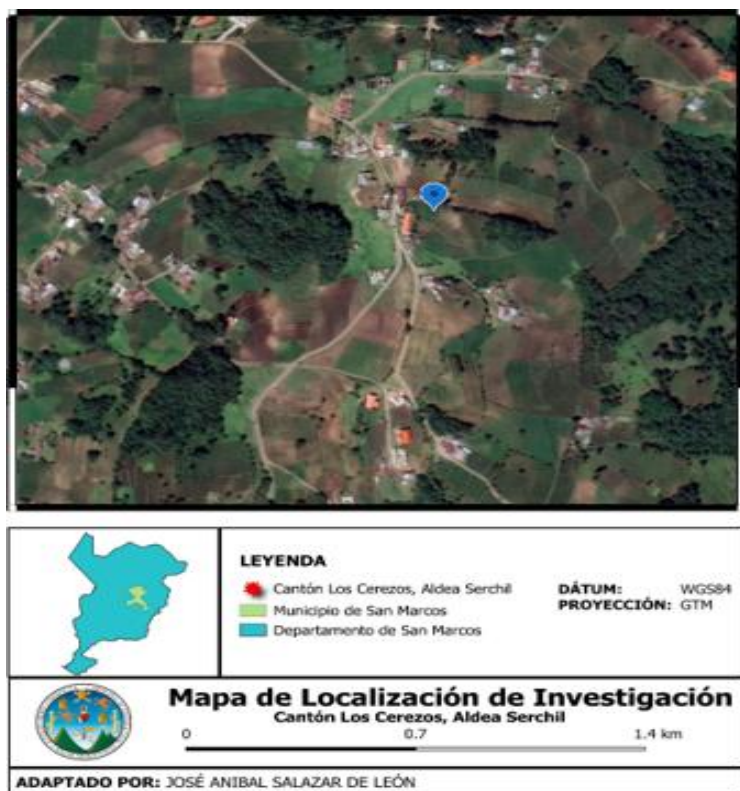 LEYENDA
Cantón Los Cerezos, Aldea Serchil
Municipio de San Marcos
Departamento de San Marcos
DÁTUM: WGS84
PROYECCIÓN: GTM
Mapa de Localización de Investigación
Cantón Los Cerezos, Aldea Serchil
0 0.7 1.4 km
ADAPTADO POR: JOSÉ ANIBAL SALAZAR DE LEÓN